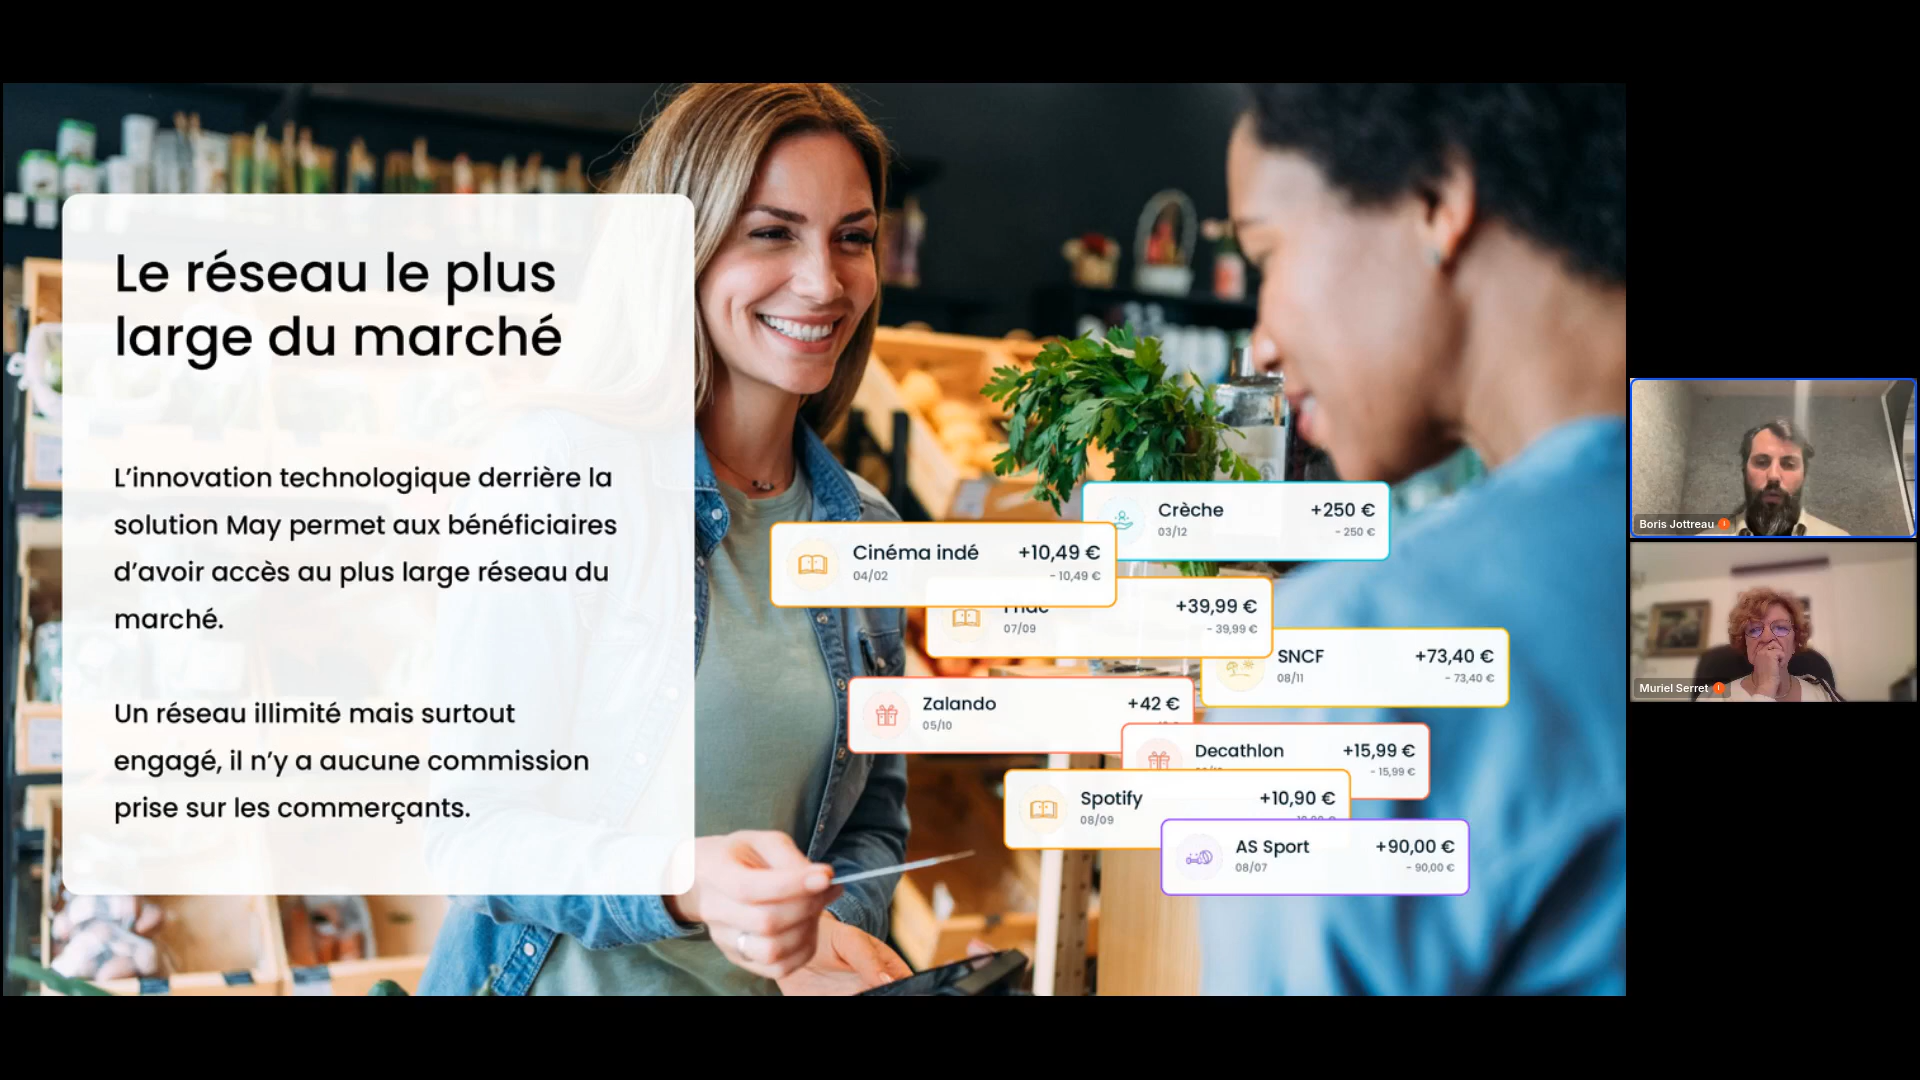 Le réseau le plus
large du marché
L’innovation technologique derrière la
solution May permet aux bénéficiaires
d’avoir accès au plus large réseau du
marché.
Un réseau illimité mais surtout
engagé, il n’y a aucune commission
prise sur les commerçants.
Crèche +250 €
03/12 - 250 €
Cinéma indé +10,49 €
04/02 - 10,49 €
Fnac +39,99 €
07/09 - 39,99 €
SNCF +73,40 €
08/11 - 73,40 €
Zalando +42 €
05/10
Decathlon +15,99 €
- 15,99 €
Spotify +10,90 €
08/09
AS Sport +90,00 €
08/07 - 90,00 €
Boris Jottreau
Muriel Serret